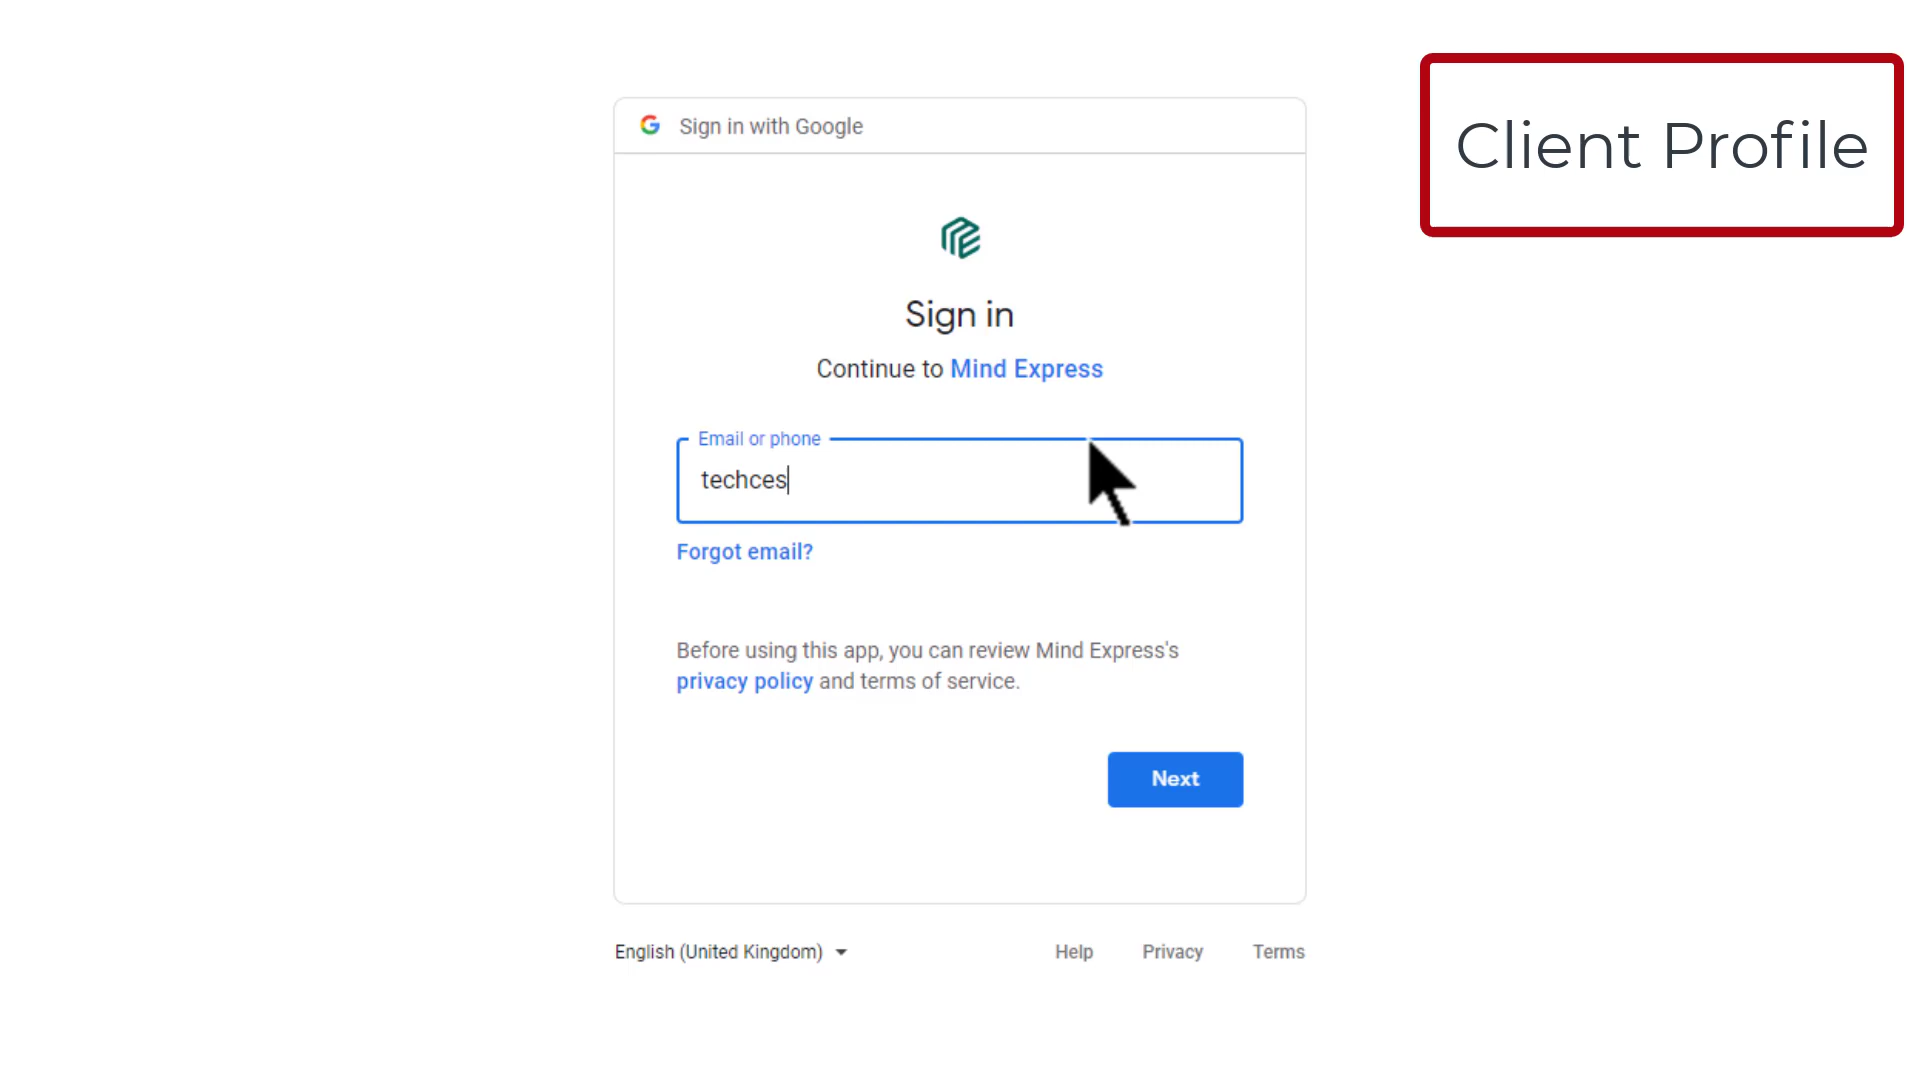 Client Profile
Sign in with Google
Sign in
Continue to Mind Express
Email or phone
techces
Forgot email?
Before using this app, you can review Mind Express's
privacy policy and terms of service.
Next
English (United Kingdom)
Help Privacy Terms